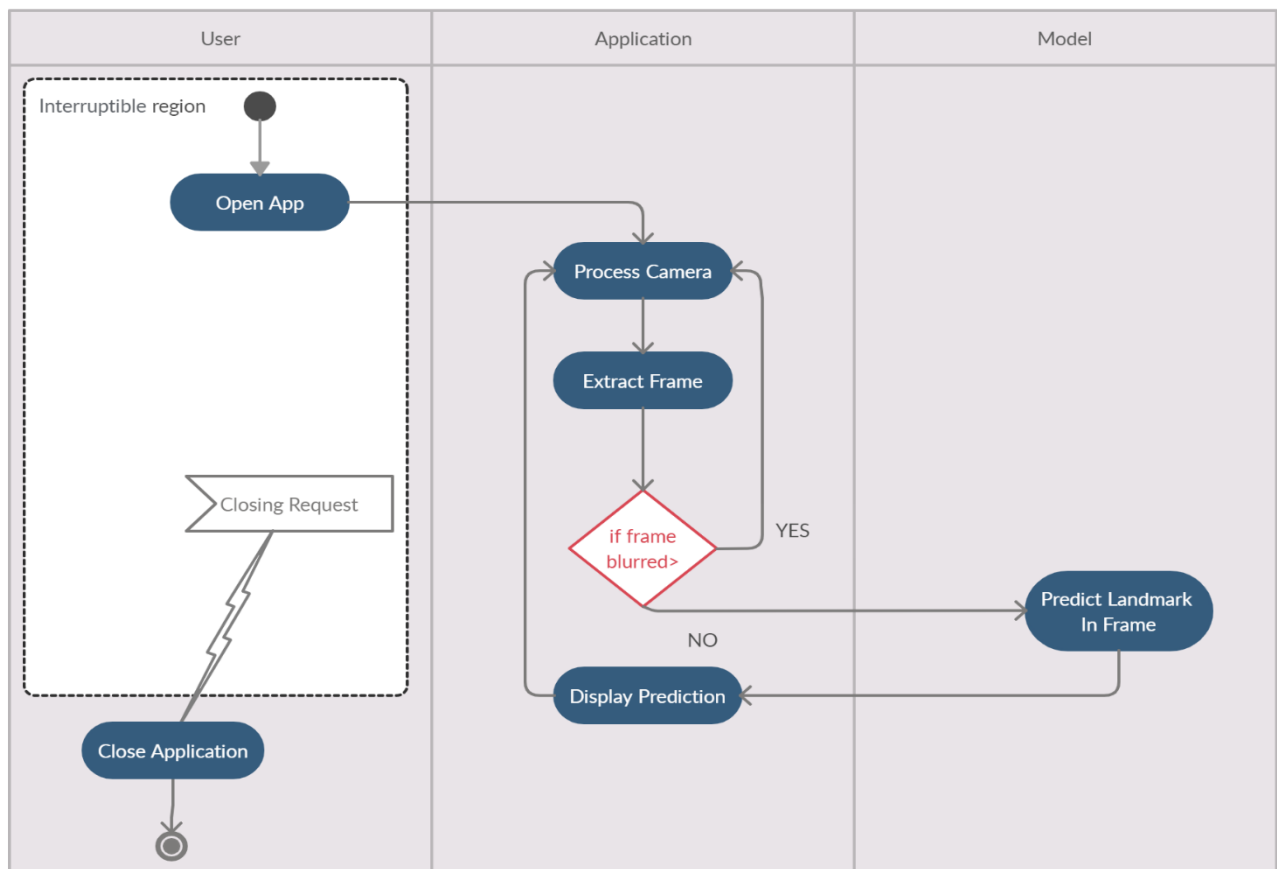 User
Application
Model
Interruptible region
Open App
Process Camera
Extract Frame
Closing Request
if frame
blurred>
YES
Predict Landmark
In Frame
NO
Display Prediction
Close Application